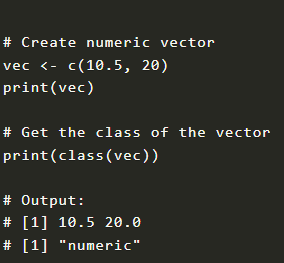 # Create numeric vector
vec <- c(10.5, 20)
print(vec)
# Get the class of the vector
print(class(vec))
# Output:
# [1] 10.5 20.0
# [1] "numeric"